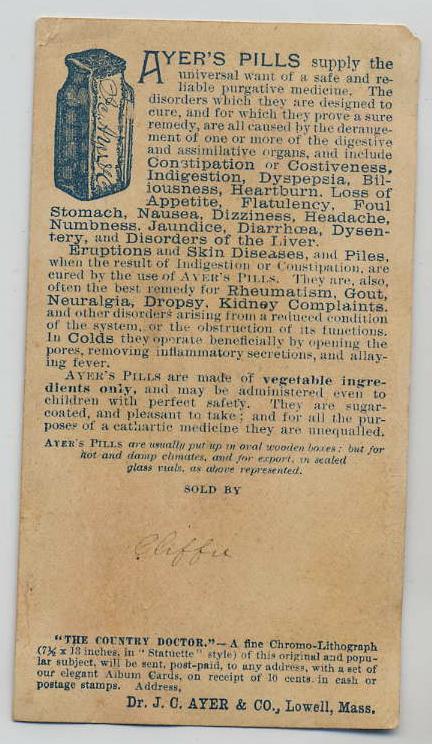 AYER'S PILLS supply the
universal want of a safe and re-
liable purgative medicine. The
disorders which they are designed to
cure, and for which they prove a sure
remedy, are all caused by the derange-
ment of one or more of the digestive
and assimilative organs, and include
Constipation or Costiveness,
Indigestion, Dyspepsia, Bil-
iousness, Heartburn, Loss of
Appetite, Flatulency, Foul
Stomach, Nausea, Dizziness, Headache,
Numbness, Jaundice, Diarrhœa, Dysen-
tery, and Disorders of the Liver.
Eruptions and Skin Diseases, and Piles,
when the result of Indigestion or Constipation, are
cured by the use of AYER'S PILLS. They are, also,
often the best remedy for Rheumatism, Gout,
Neuralgia, Dropsy, Kidney Complaints,
and other disorders arising from a reduced condition
of the system, or the obstruction of its functions.
In Colds they operate beneficially by opening the
pores, removing inflammatory secretions, and allay-
ing fever.
AYER'S PILLS are made of vegetable ingre-
dients only, and may be administered even to
children with perfect safety. They are sugar-
coated, and pleasant to take; and for all the pur-
poses of a cathartic medicine they are unequalled.
AYER'S PILLS are usually put up in oval wooden boxes; but for
hot and damp climates, and for export, in sealed
glass vials, as above represented.
SOLD BY
Cliffie
"THE COUNTRY DOCTOR."—A fine Chromo-Lithograph
(7½ x 13 inches, in "Statuette" style) of this original and popu-
lar subject, will be sent, post-paid, to any address, with a set of
our elegant Album Cards, on receipt of 10 cents in cash or
postage stamps. Address,
Dr. J. C. AYER & CO., Lowell, Mass.